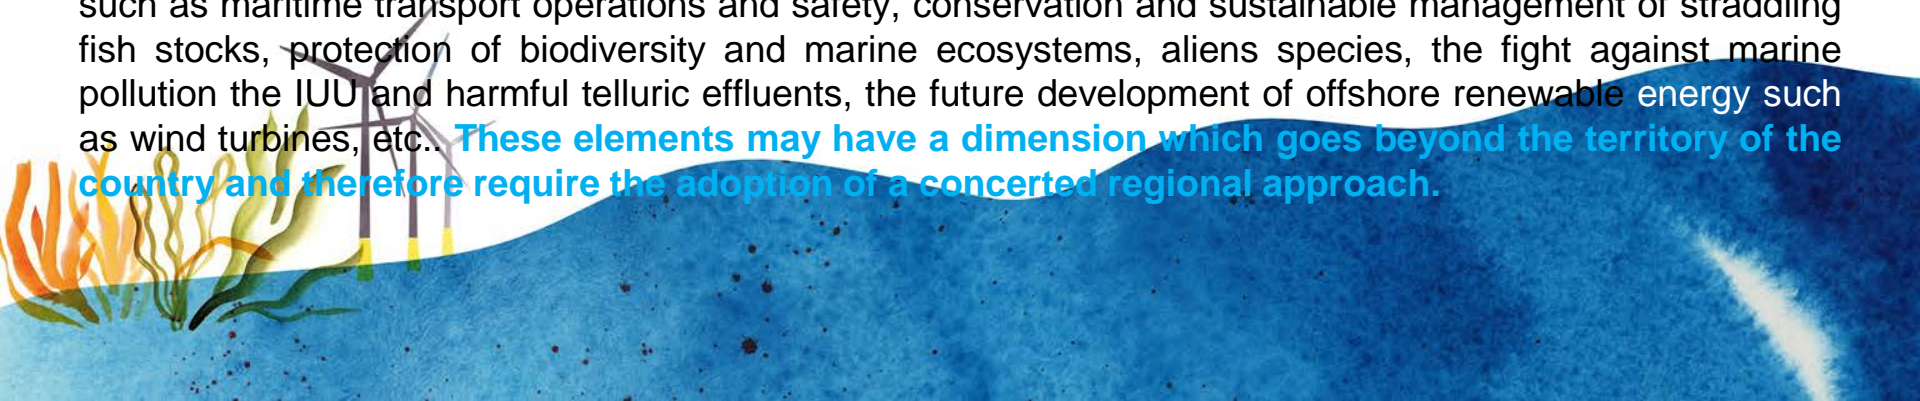 such as maritime transport operations and safety, conservation and sustainable management of straddling
fish stocks, protection of biodiversity and marine ecosystems, aliens species, the fight against marine
pollution the IUU and harmful telluric effluents, the future development of offshore renewable energy such
as wind turbines, etc.. These elements may have a dimension which goes beyond the territory of the
country and therefore require the adoption of a concerted regional approach.